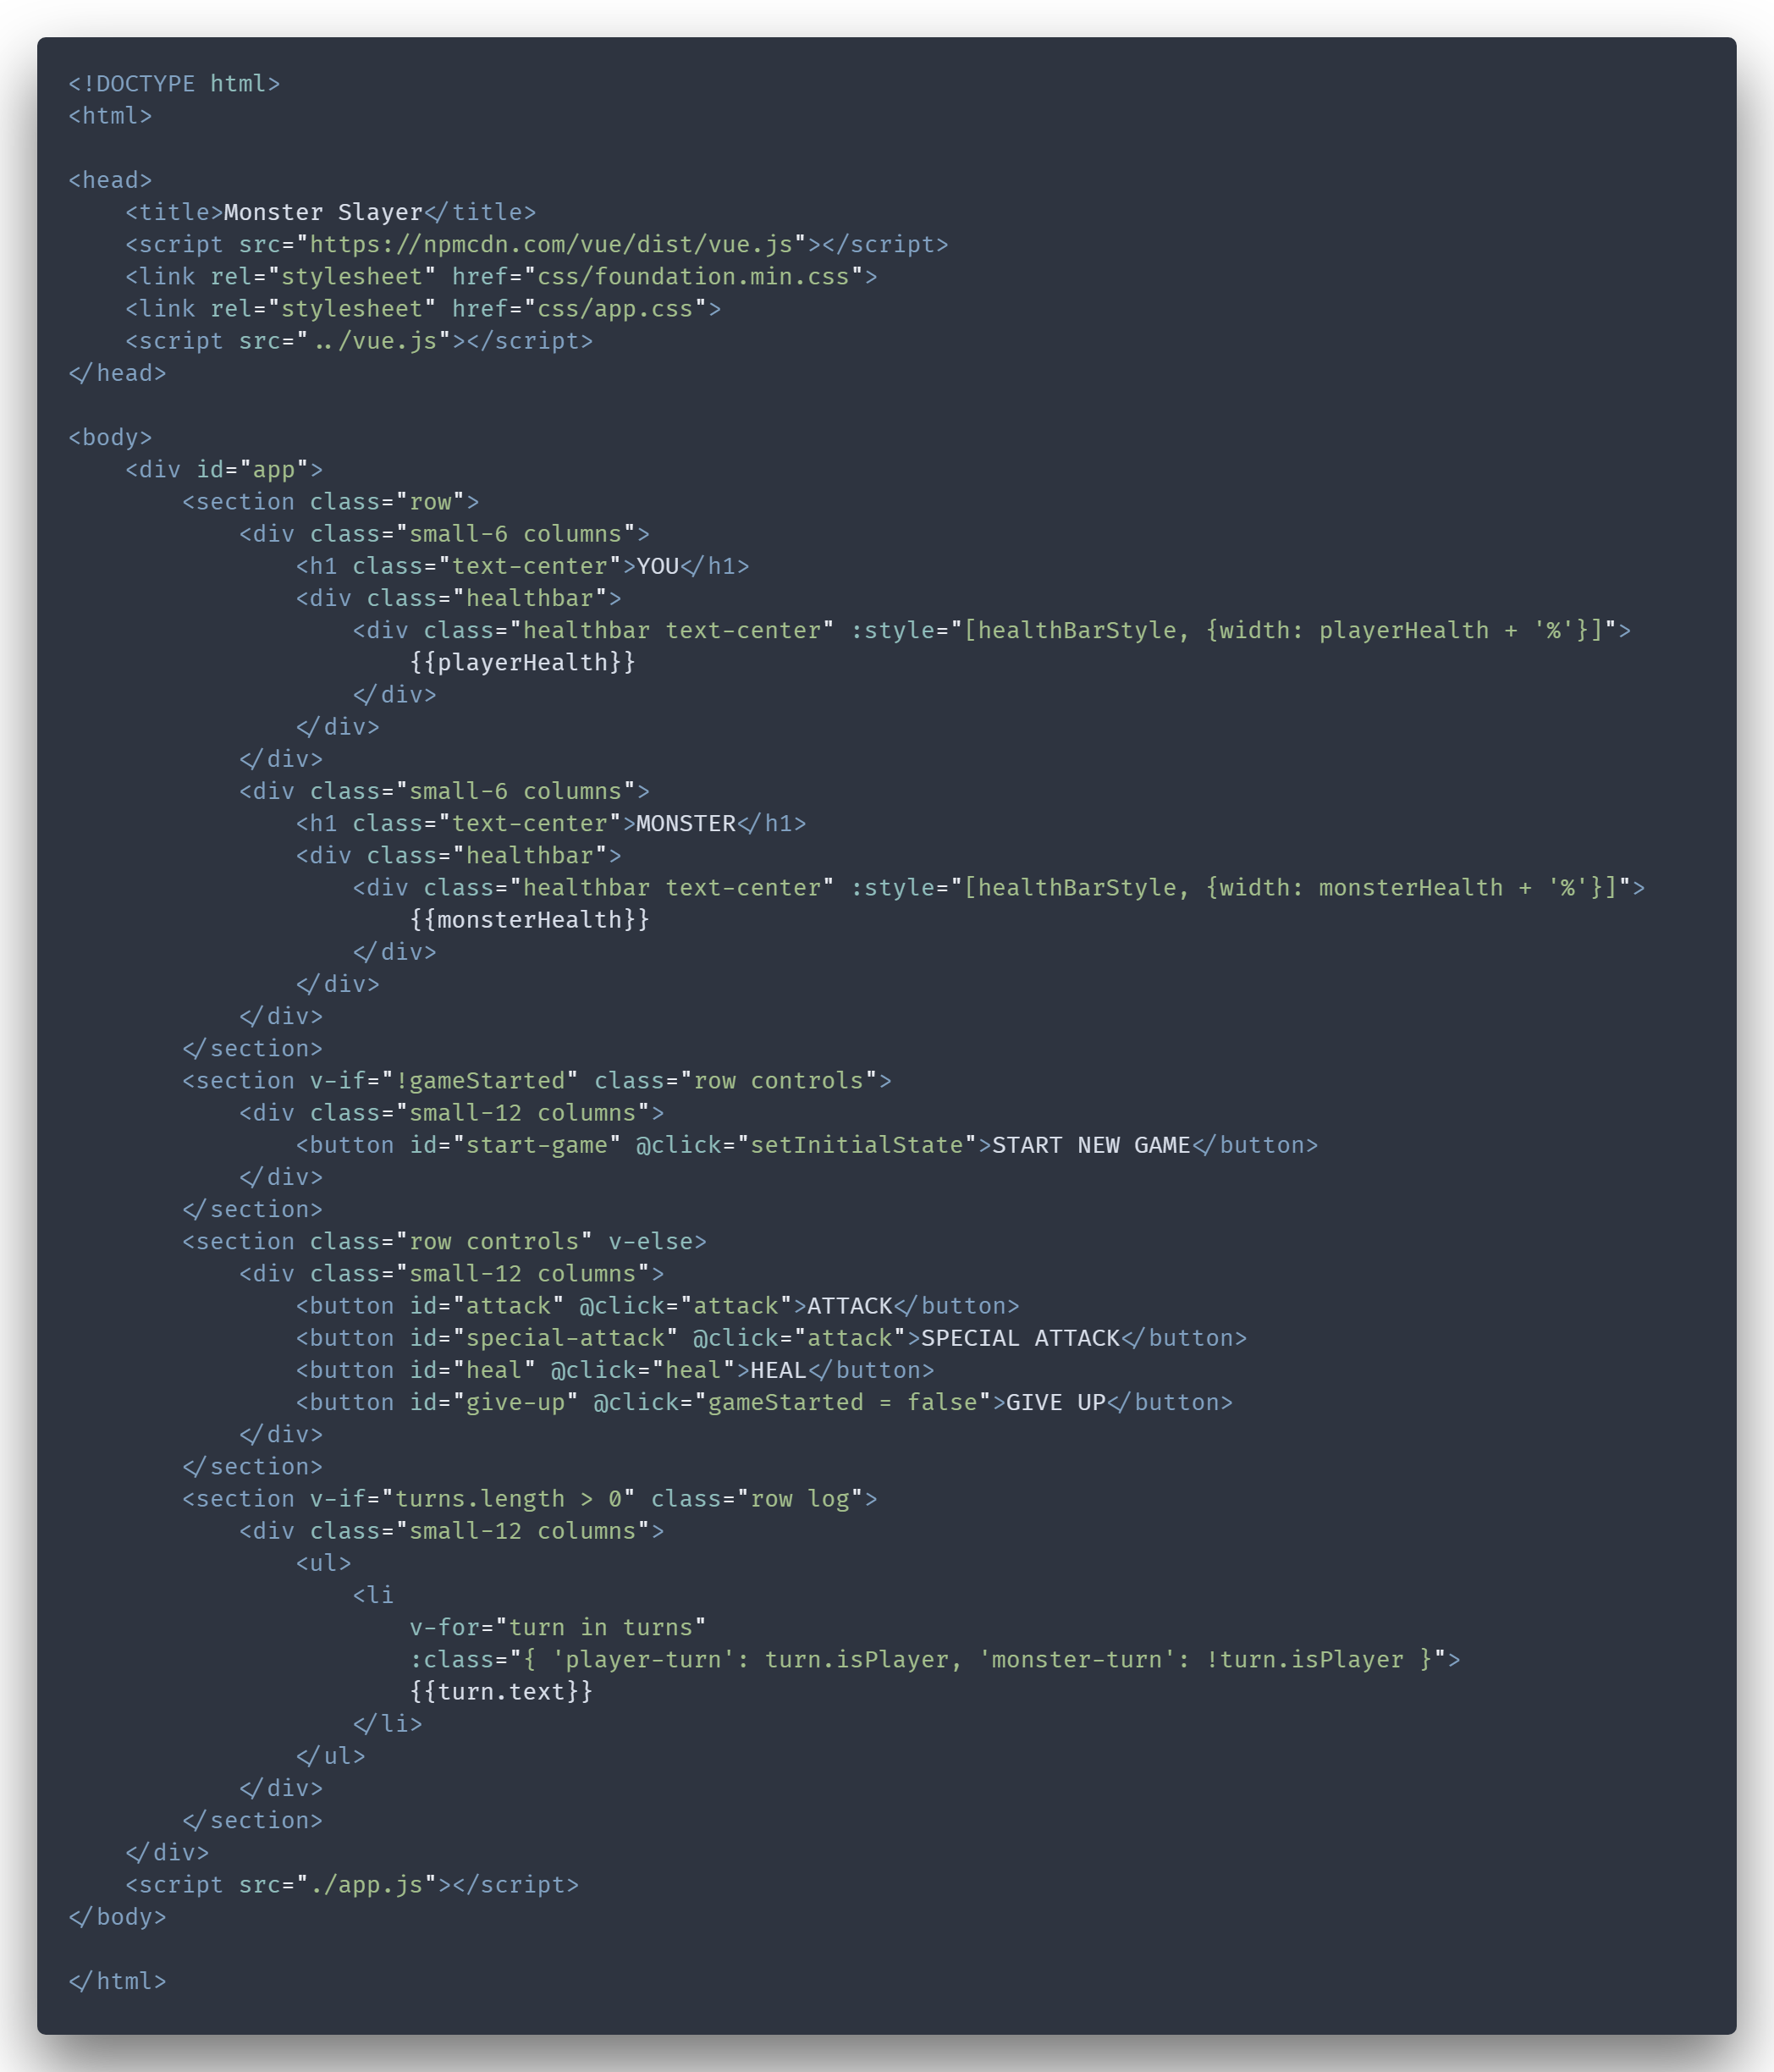 <!DOCTYPE html>
<html>

<head>
    <title>Monster Slayer</title>
    <script src="https://npmcdn.com/vue/dist/vue.js"></script>
    <link rel="stylesheet" href="css/foundation.min.css">
    <link rel="stylesheet" href="css/app.css">
    <script src="../vue.js"></script>
</head>

<body>
    <div id="app">
        <section class="row">
            <div class="small-6 columns">
                <h1 class="text-center">YOU</h1>
                <div class="healthbar">
                    <div class="healthbar text-center" :style="[healthBarStyle, {width: playerHealth + '%'}]">
                        {{playerHealth}}
                    </div>
                </div>
            </div>
            <div class="small-6 columns">
                <h1 class="text-center">MONSTER</h1>
                <div class="healthbar">
                    <div class="healthbar text-center" :style="[healthBarStyle, {width: monsterHealth + '%'}]">
                        {{monsterHealth}}
                    </div>
                </div>
            </div>
        </section>
        <section v-if="!gameStarted" class="row controls">
            <div class="small-12 columns">
                <button id="start-game" @click="setInitialState">START NEW GAME</button>
            </div>
        </section>
        <section class="row controls" v-else>
            <div class="small-12 columns">
                <button id="attack" @click="attack">ATTACK</button>
                <button id="special-attack" @click="attack">SPECIAL ATTACK</button>
                <button id="heal" @click="heal">HEAL</button>
                <button id="give-up" @click="gameStarted = false">GIVE UP</button>
            </div>
        </section>
        <section v-if="turns.length > 0" class="row log">
            <div class="small-12 columns">
                <ul>
                    <li
                        v-for="turn in turns"
                        :class="{ 'player-turn': turn.isPlayer, 'monster-turn': !turn.isPlayer }">
                        {{turn.text}}
                    </li>
                </ul>
            </div>
        </section>
    </div>
    <script src="./app.js"></script>
</body>

</html>